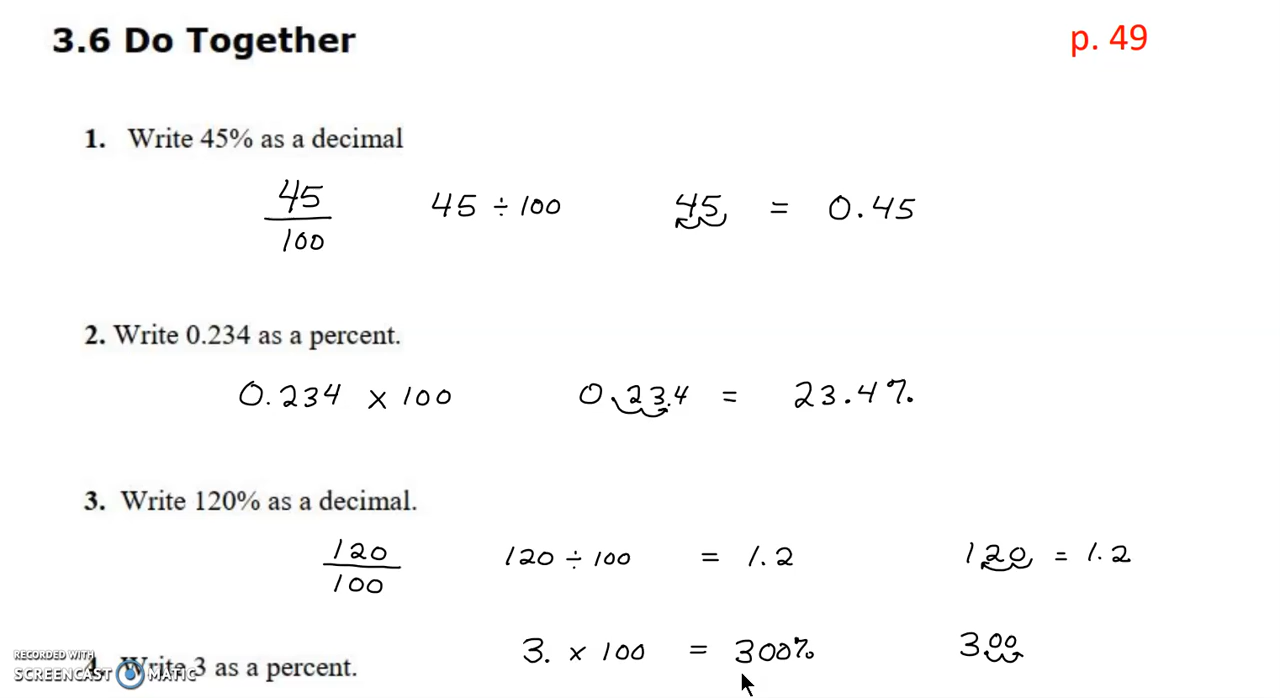 3.6 Do Together p. 49
1. Write 45% as a decimal
45/100 45 ÷ 100 45 = 0.45
2. Write 0.234 as a percent.
0.234 x 100 0.23.4 = 23.4%
3. Write 120% as a decimal.
120/100 120 ÷ 100 = 1.2 120 = 1.2
3. x 100 = 300% 300
RECORDED WITH
SCREENCAST MATIC
4. Write 3 as a percent.